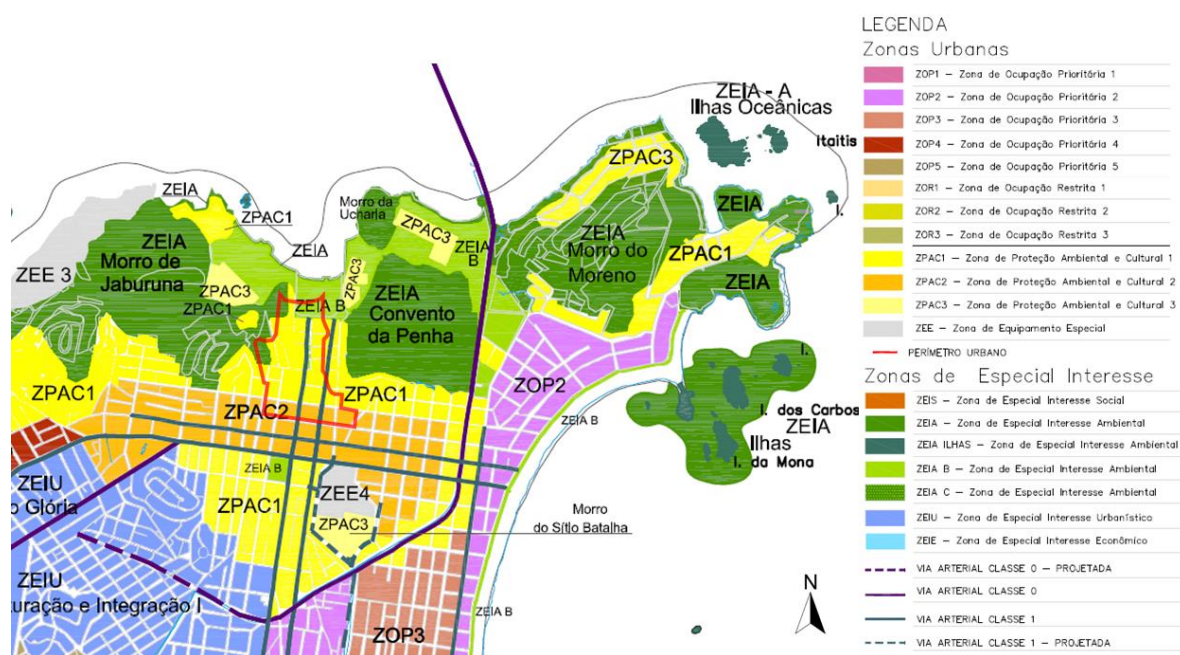 ZEIA - A
Ilhas Oceânicas
Itaitis
ZPAC3
ZEIA
ZPAC1
Morro da
Ucharia
ZEIA
I.
ZEIA
ZPAC3
ZEIA
B
ZEIA
Morro do
Moreno
ZPAC1
ZEIA
Morro de
Jaburuna
ZEE 3
ZPAC3
ZPAC3
ZPAC1
ZEIA B
ZEIA
Convento
da Penha
ZEIA
I.
ZPAC1
ZPAC2
ZPAC1
ZOP2
ZEIA B
I. dos Carbos
ZEIA
Ilhas
I. da Mona
ZEIA B
ZEIU
o Glória
ZPAC1
ZEE4
ZPAC3
Morro
do Sítio Batalha
ZEIU
turação e Integração I
ZEIA B
ZOP3
N
LEGENDA
Zonas Urbanas
ZOP1 – Zona de Ocupação Prioritária 1
ZOP2 – Zona de Ocupação Prioritária 2
ZOP3 – Zona de Ocupação Prioritária 3
ZOP4 – Zona de Ocupação Prioritária 4
ZOP5 – Zona de Ocupação Prioritária 5
ZOR1 – Zona de Ocupação Restrita 1
ZOR2 – Zona de Ocupação Restrita 2
ZOR3 – Zona de Ocupação Restrita 3
ZPAC1 – Zona de Proteção Ambiental e Cultural 1
ZPAC2 – Zona de Proteção Ambiental e Cultural 2
ZPAC3 – Zona de Proteção Ambiental e Cultural 3
ZEE – Zona de Equipamento Especial
PERÍMETRO URBANO
Zonas de Especial Interesse
ZEIS – Zona de Especial Interesse Social
ZEIA – Zona de Especial Interesse Ambiental
ZEIA ILHAS – Zona de Especial Interesse Ambiental
ZEIA B – Zona de Especial Interesse Ambiental
ZEIA C – Zona de Especial Interesse Ambiental
ZEIU – Zona de Especial Interesse Urbanístico
ZEIE – Zona de Especial Interesse Econômico
VIA ARTERIAL CLASSE 0 – PROJETADA
VIA ARTERIAL CLASSE 0
VIA ARTERIAL CLASSE 1
VIA ARTERIAL CLASSE 1 – PROJETADA